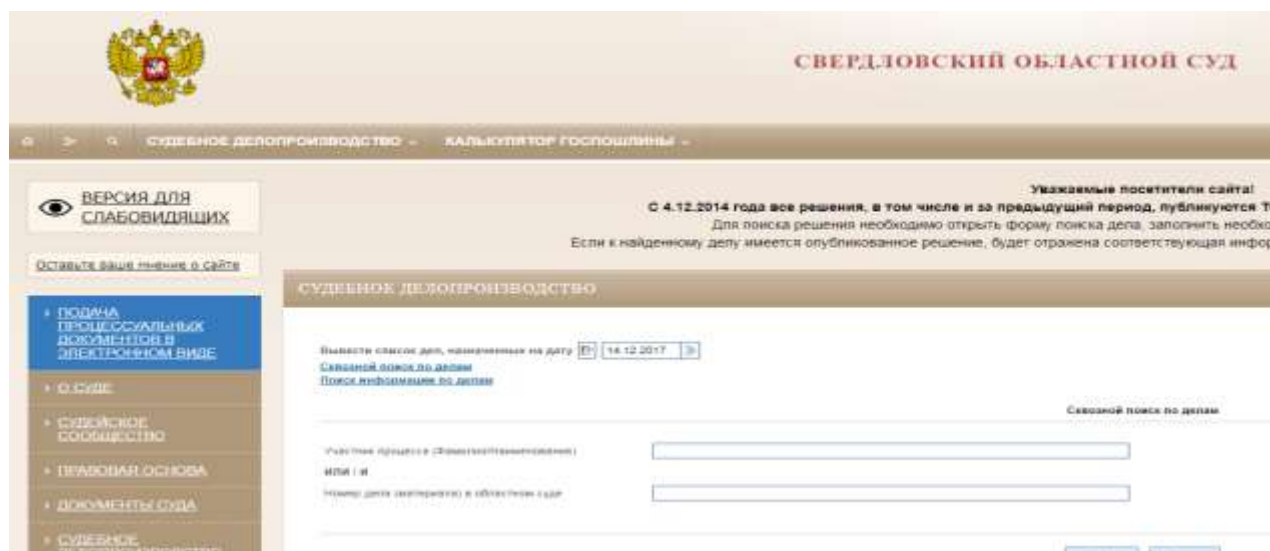 СВЕРДЛОВСКИЙ ОБЛАСТНОЙ СУД
СУДЕБНОЕ ДЕЛОПРОИЗВОДСТВО КАЛЬКУЛЯТОР ГОСПОШЛИНЫ
ВЕРСИЯ ДЛЯ
СЛАБОВИДЯЩИХ
Оставьте ваше мнение о сайте
Уважаемые посетители сайта!
С 4.12.2014 года все решения, в том числе и за предыдущий период, публикуются Т
Для поиска решения необходимо открыть форму поиска дела, заполнить необхо
Если к найденному делу имеется опубликованное решение, будет отражена соответствующая инфор
СУДЕБНОЕ ДЕЛОПРОИЗВОДСТВО
ПОДАЧА
ПРОЦЕССУАЛЬНЫХ
ДОКУМЕНТОВ В
ЭЛЕКТРОННОМ ВИДЕ
О СУДЕ
СУДЕЙСКОЕ
СООБЩЕСТВО
ПРАВОВАЯ ОСНОВА
ДОКУМЕНТЫ СУДА
СУДЕБНОЕ
ДЕЛОПРОИЗВОДСТВО
Вывести список дел, назначенных на дату 14.12.2017
Сквозной поиск по делам
Поиск информации по делам
Сквозной поиск по делам
Участник процесса (Фамилия/Наименование)
ИЛИ / И
Номер дела (материала) в областном суде